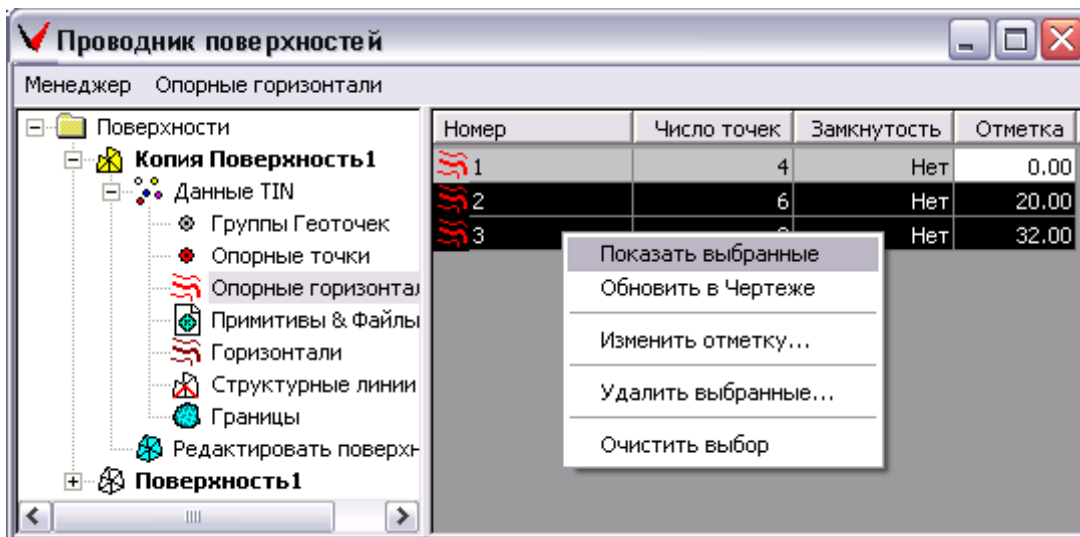 Проводник поверхностей
Менеджер Опорные горизонтали
Поверхности
Копия Поверхность1
Данные TIN
Группы Геоточек
Опорные точки
Опорные горизонтал
Примитивы & Файлы
Горизонтали
Структурные линии
Границы
Редактировать поверхн
Поверхность1
Номер Число точек Замкнутость Отметка
1 4 Нет 0.00
2 6 Нет 20.00
3 Нет 32.00
Показать выбранные
Обновить в Чертеже
Изменить отметку...
Удалить выбранные...
Очистить выбор